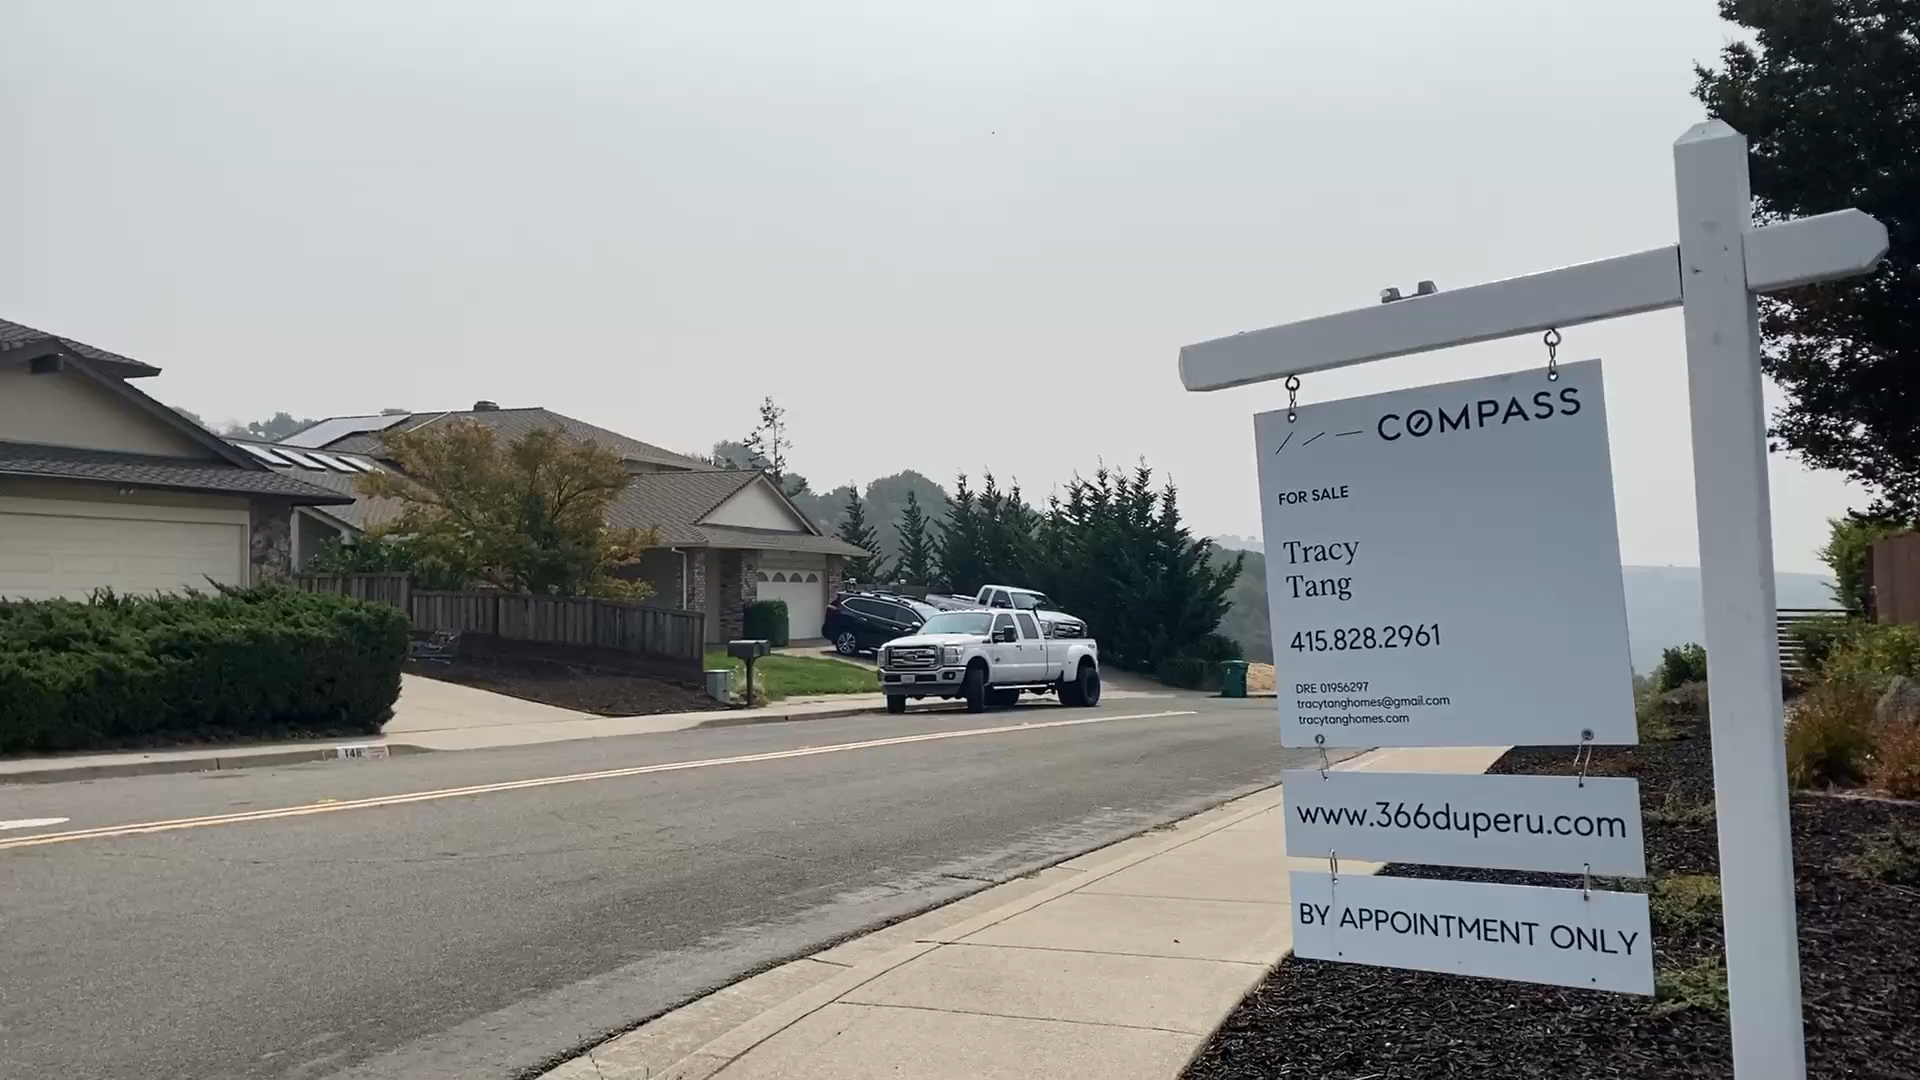 COMPASS
FOR SALE
Tracy
Tang
415.828.2961
DRE 01956297
tracytanghomes@gmail.com
tracytanghomes.com
www.366duperu.com
BY APPOINTMENT ONLY